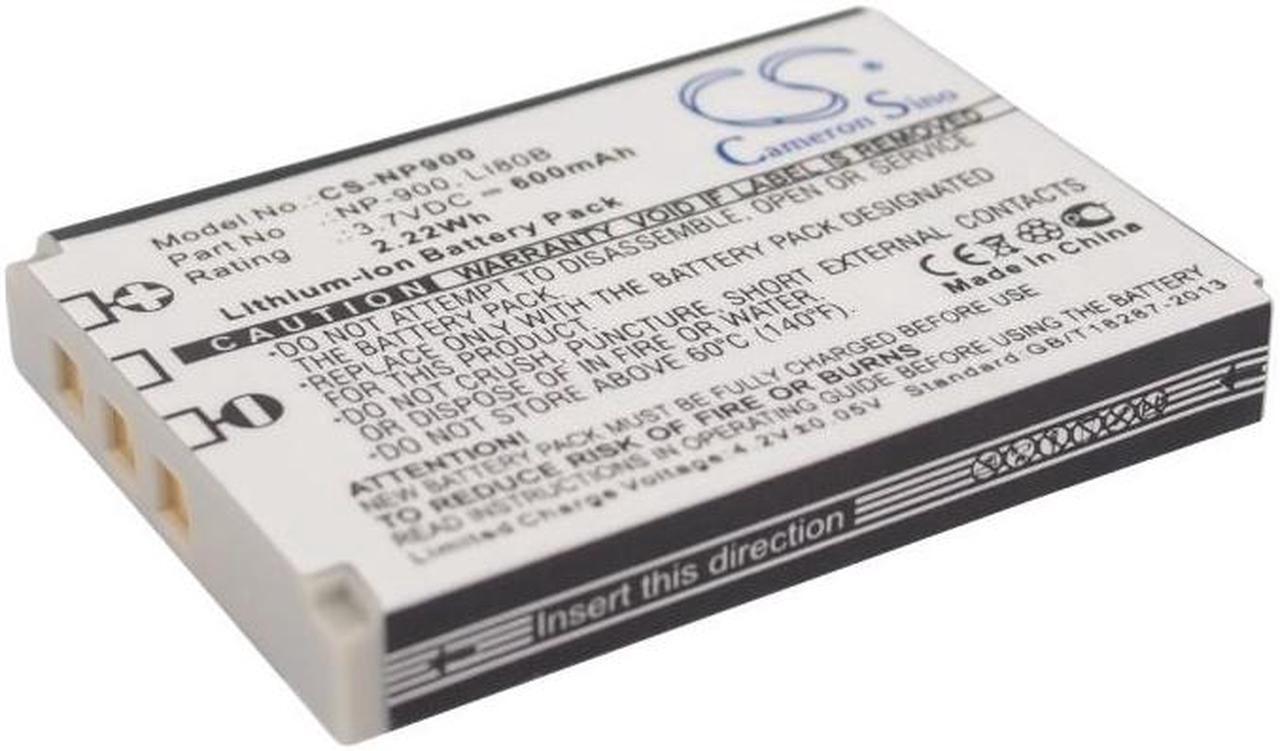 CS
Cameron Sino
Model No.: CS-NP900
Part No : NP-900, LI80B
Rating : 3.7VDC 600mAh
2.22Wh
Lithium-Ion Battery Pack
CAUTION WARRANTY VOID IF LABEL IS REMOVED
•DO NOT ATTEMPT TO DISASSEMBLE, OPEN OR SERVICE
THE BATTERY PACK.
•REPLACE ONLY WITH THE BATTERY DESIGNATED
FOR THIS PRODUCT.
•DO NOT CRUSH, PUNCTURE, SHORT EXTERNAL CONTACTS
OR DISPOSE IN FIRE OR WATER.
•DO NOT STORE ABOVE 60°C (140°F).
CE
Made in China
A NEW BATTERY PACK MUST BE CHARGED BEFORE USE
TO REDUCE RISK OF FIRE OR BURNS
READ INSTRUCTIONS IN OPERATING GUIDE BEFORE USING THE BATTERY
Limited Charge Voltage 4.2V±0.05V Standard GB/T 18287-2013
Insert this direction